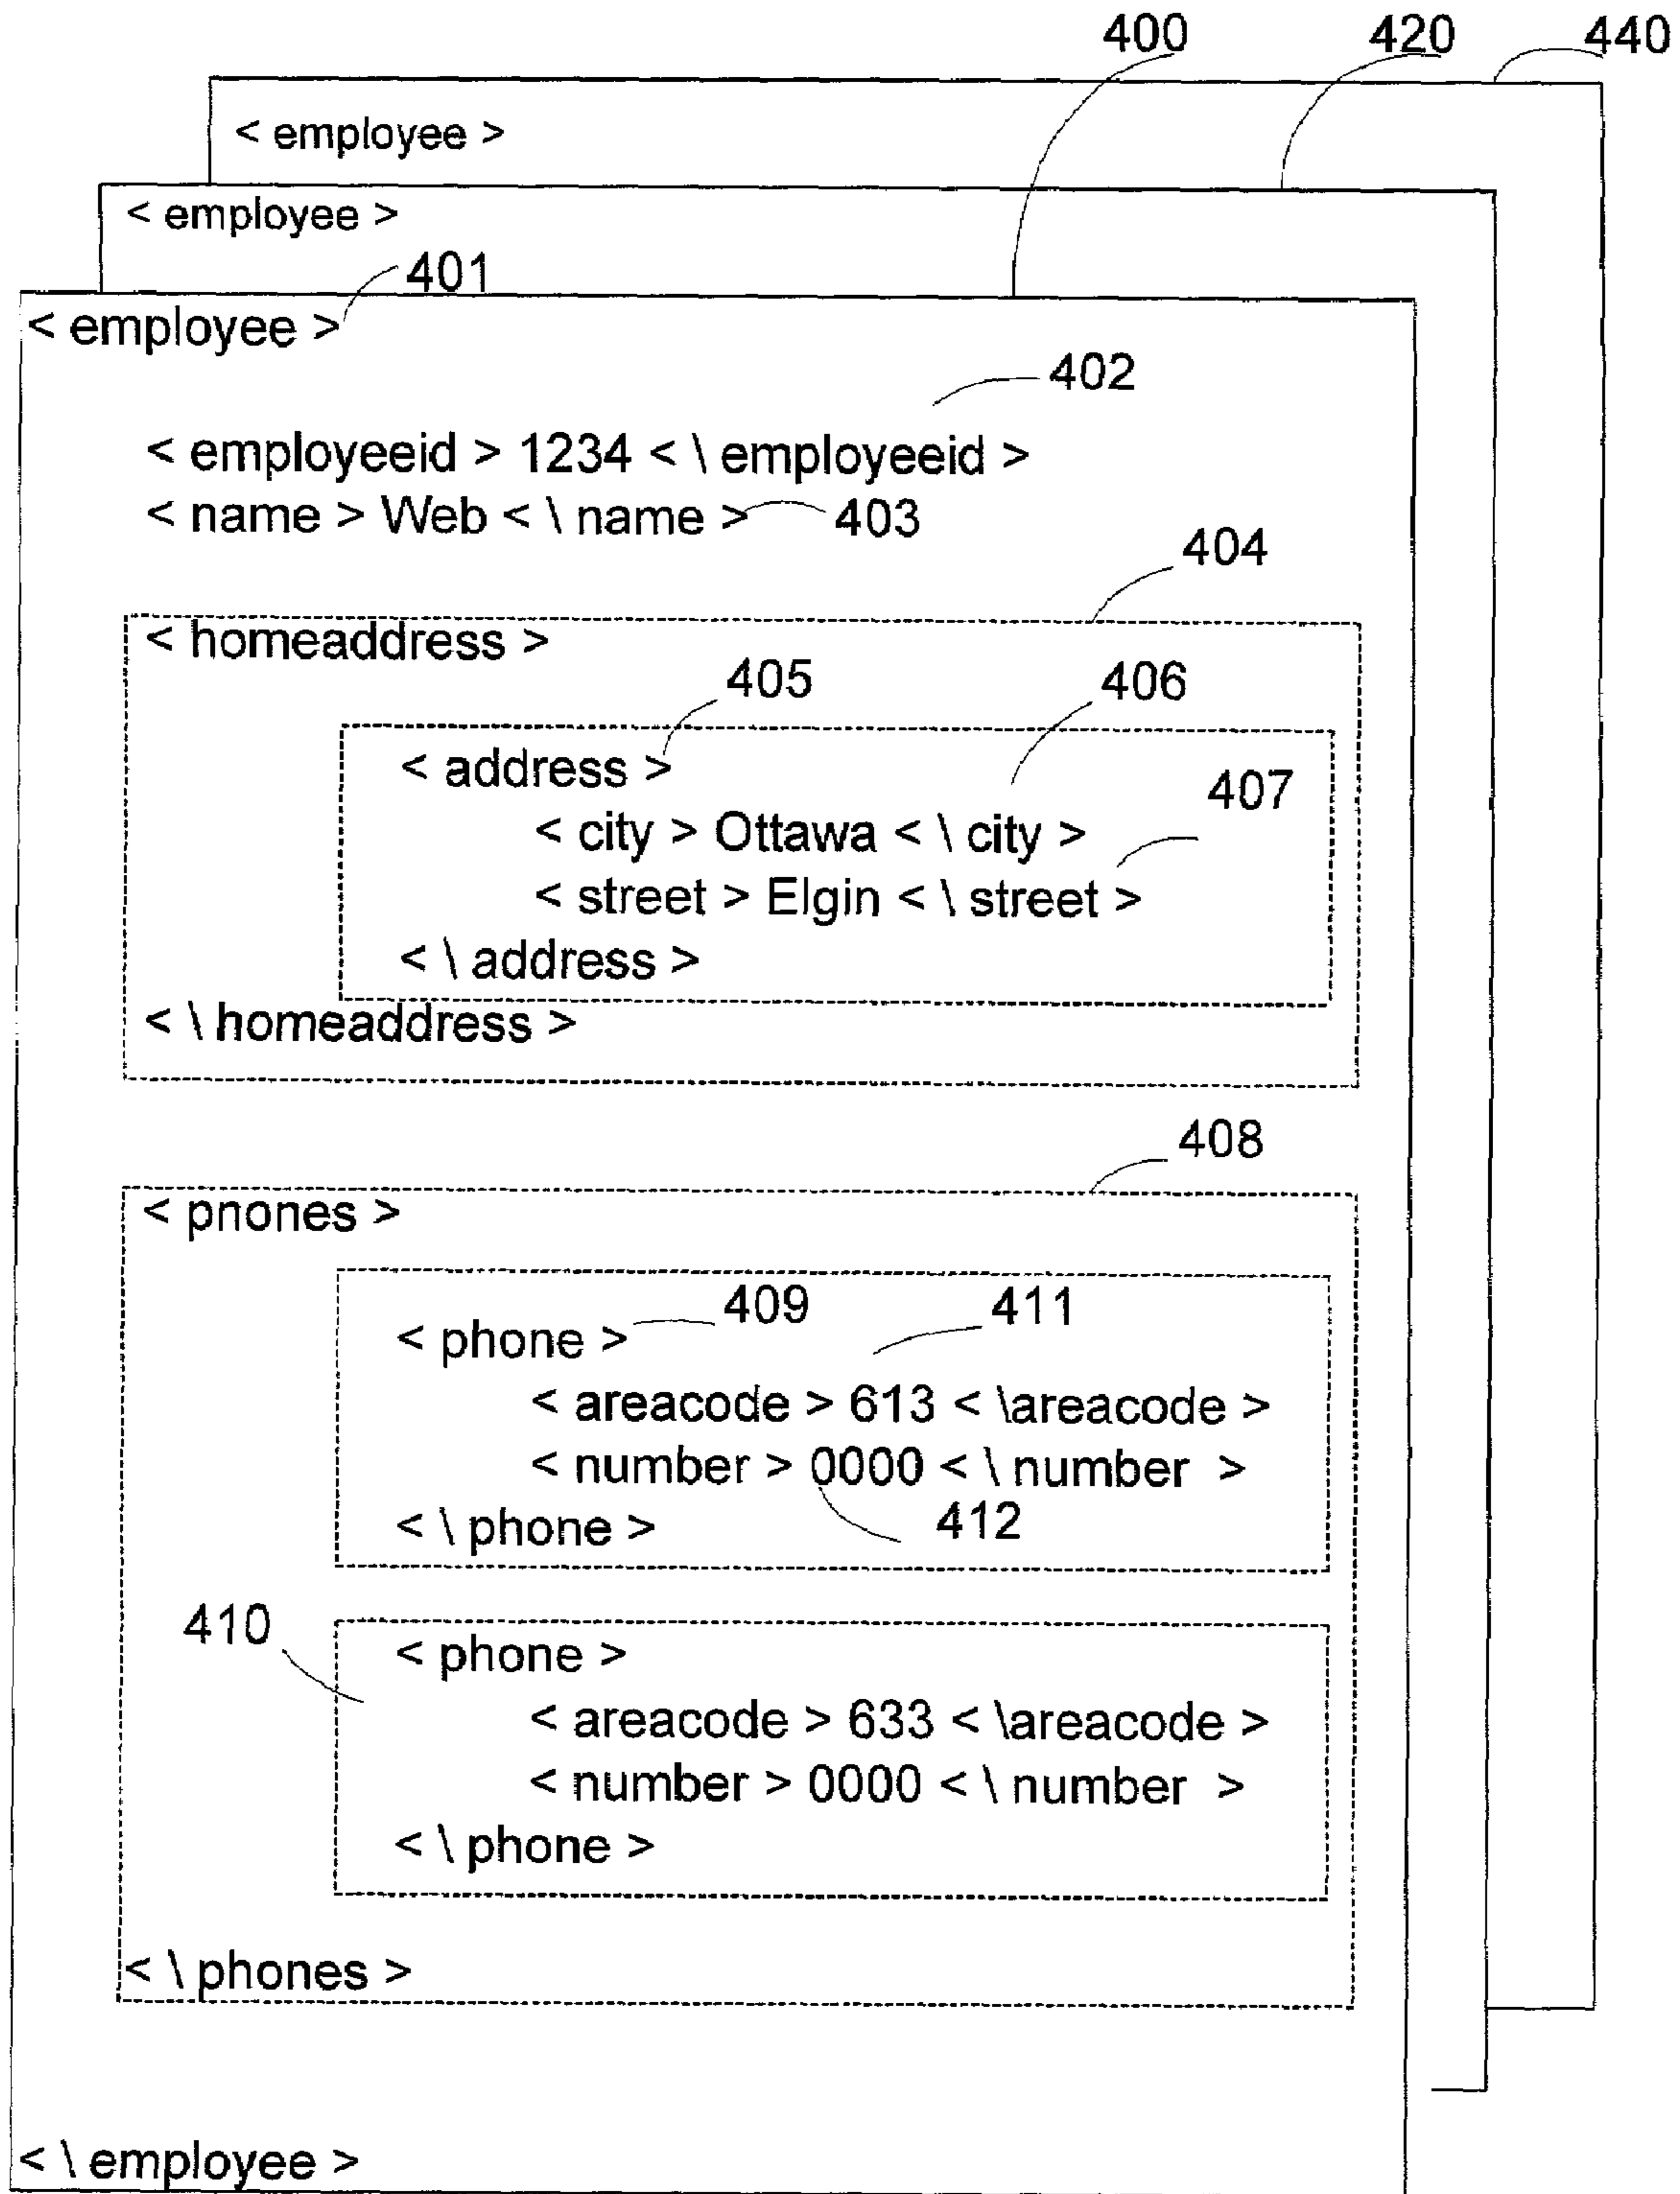 400 420 440
< employee >
< employee >
401
< employee >
402
< employeeid > 1234 < \ employeeid >
< name > Web < \ name > 403
404
< homeaddress >
405 406
< address >
407
< city > Ottawa < \ city >
< street > Elgin < \ street >
< \ address >
< \ homeaddress >
408
< pnones >
409 411
< phone >
< areacode > 613 < \areacode >
< number > 0000 < \ number >
< \ phone > 412
410
< phone >
< areacode > 633 < \areacode >
< number > 0000 < \ number >
< \ phone >
< \ phones >
< \ employee >